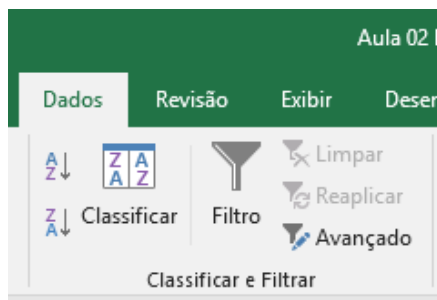 Aula 02
Dados Revisão Exibir Deser
A Z
Z A
Z A
A Z
Classificar
Filtro
Limpar
Reaplicar
Avançado
Classificar e Filtrar